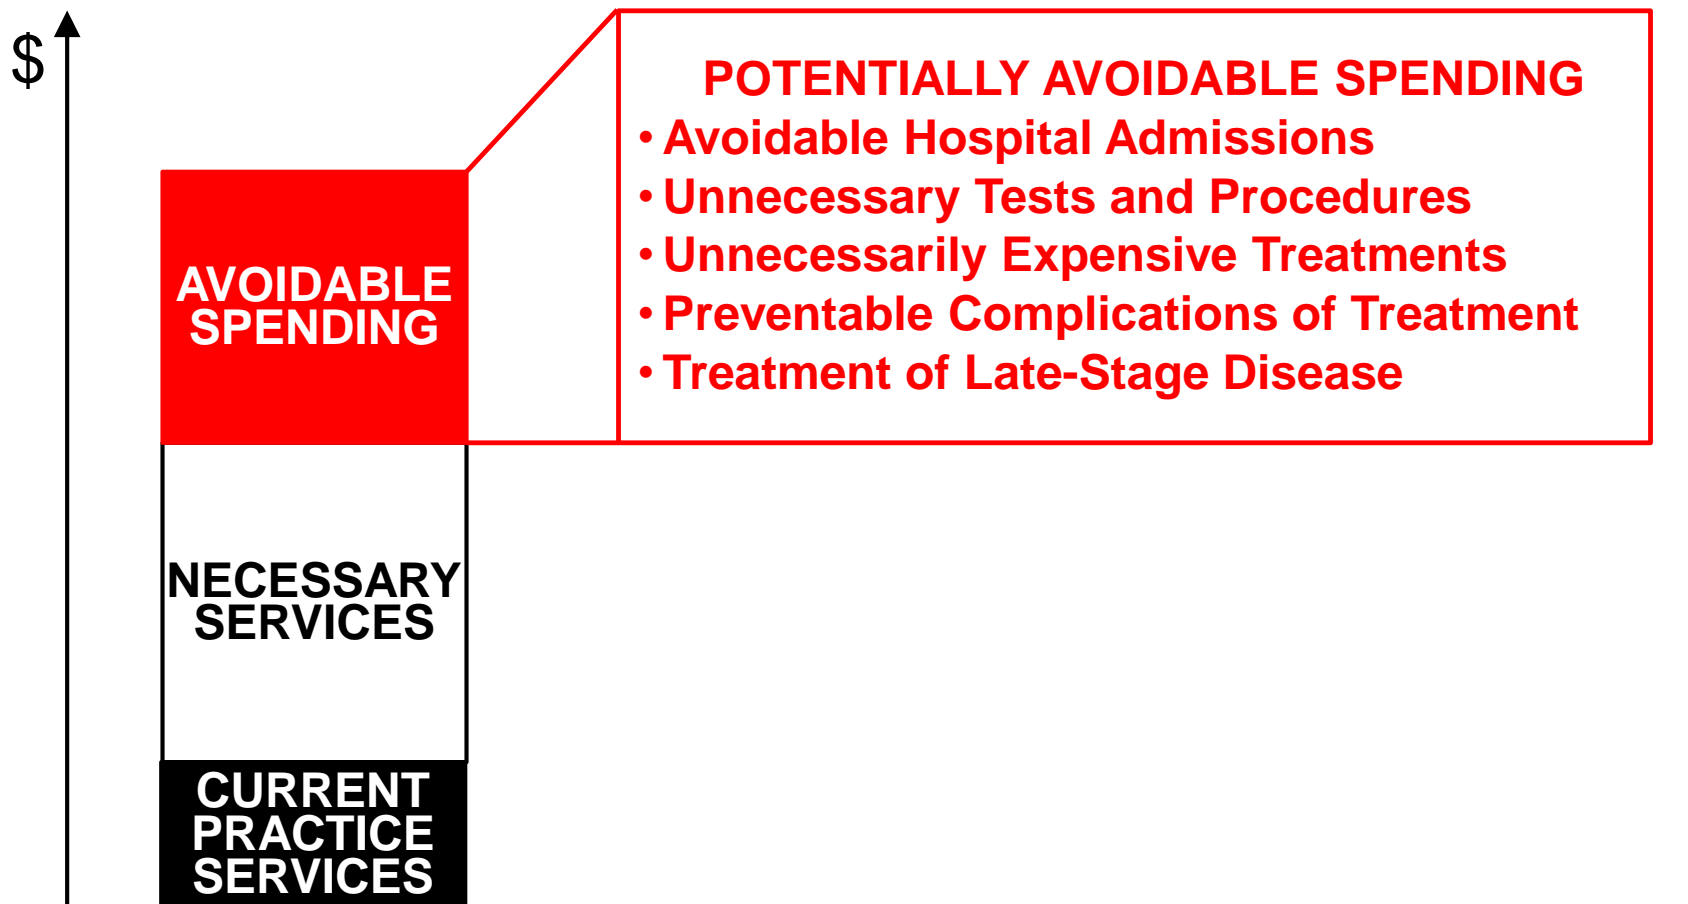 $
POTENTIALLY AVOIDABLE SPENDING
• Avoidable Hospital Admissions
• Unnecessary Tests and Procedures
• Unnecessarily Expensive Treatments
• Preventable Complications of Treatment
• Treatment of Late-Stage Disease
AVOIDABLE
SPENDING
NECESSARY
SERVICES
CURRENT
PRACTICE
SERVICES